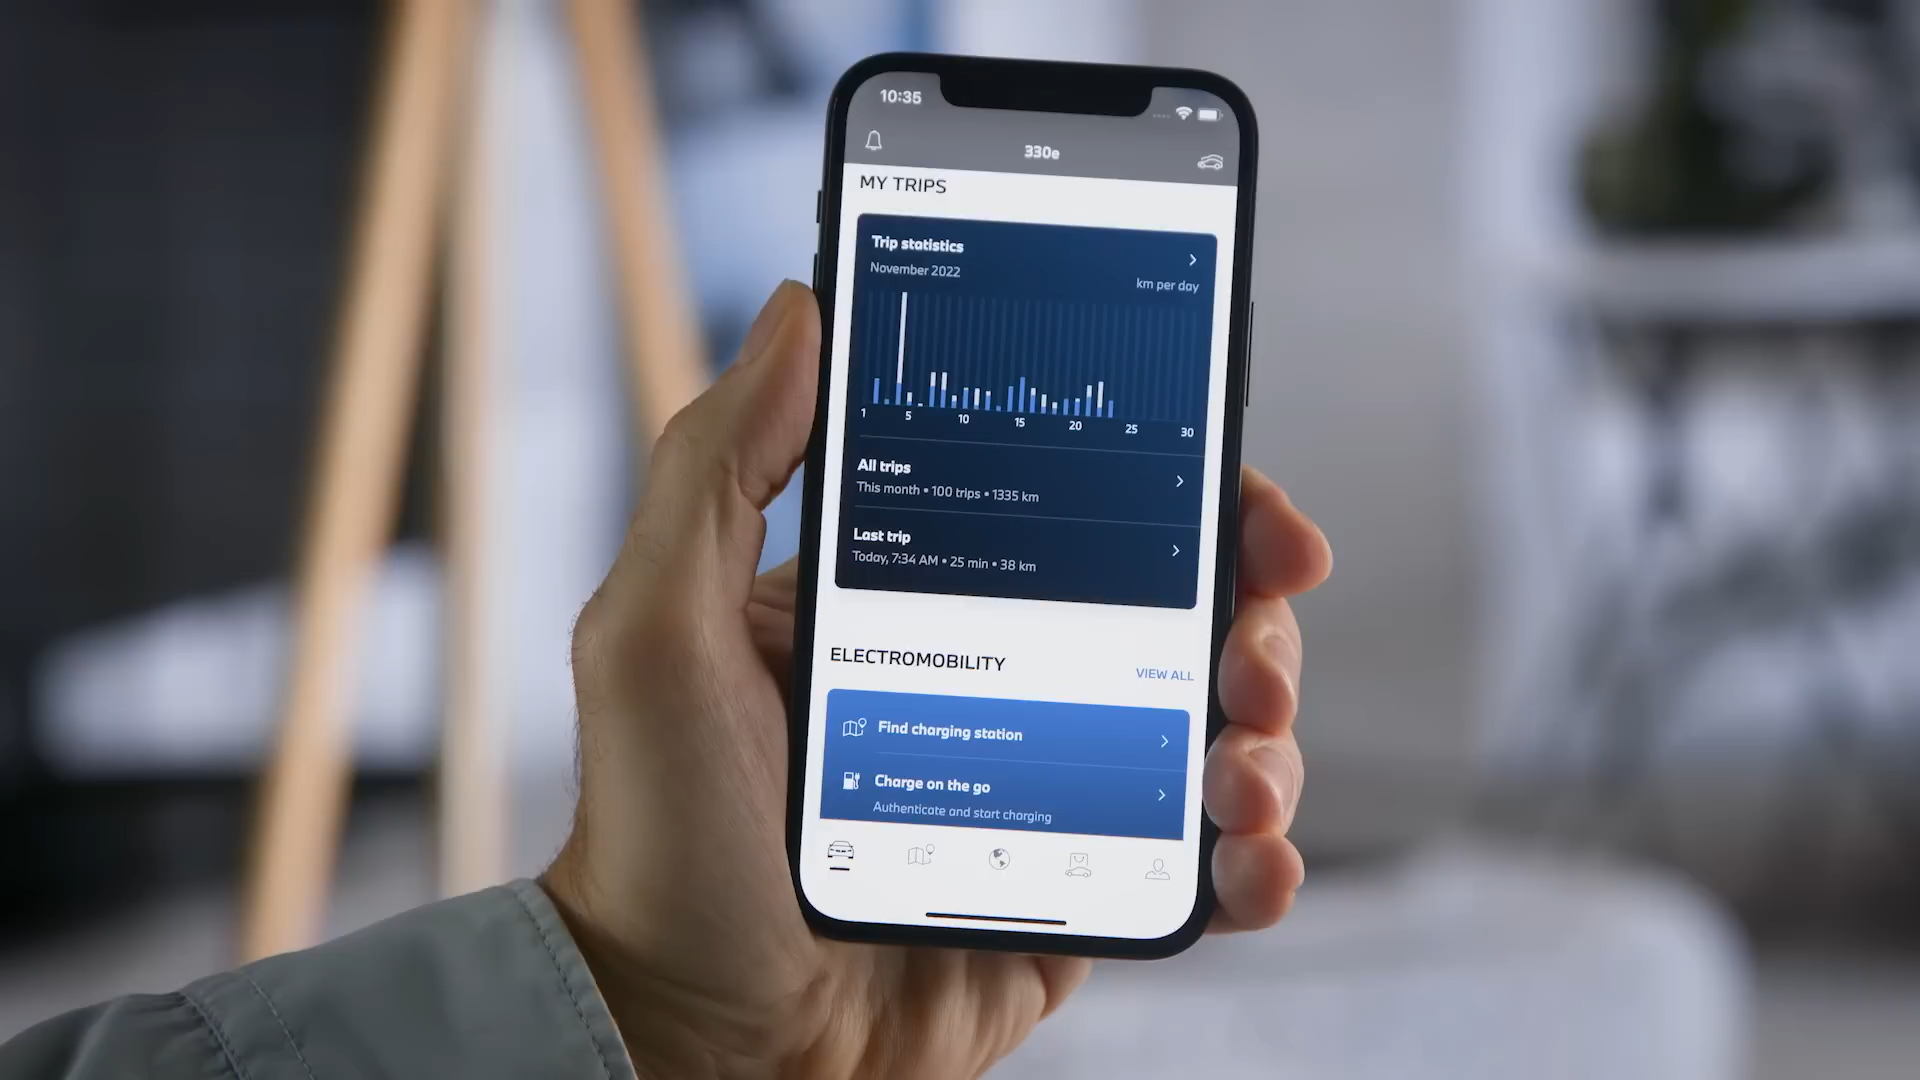 10:35
330e
MY TRIPS
Trip statistics
November 2022
km per day
1 5 10 15 20 25 30
All trips
This month • 100 trips • 1335 km
Last trip
Today, 7:34 AM • 25 min • 38 km
ELECTROMOBILITY
VIEW ALL
Find charging station
Charge on the go
Authenticate and start charging